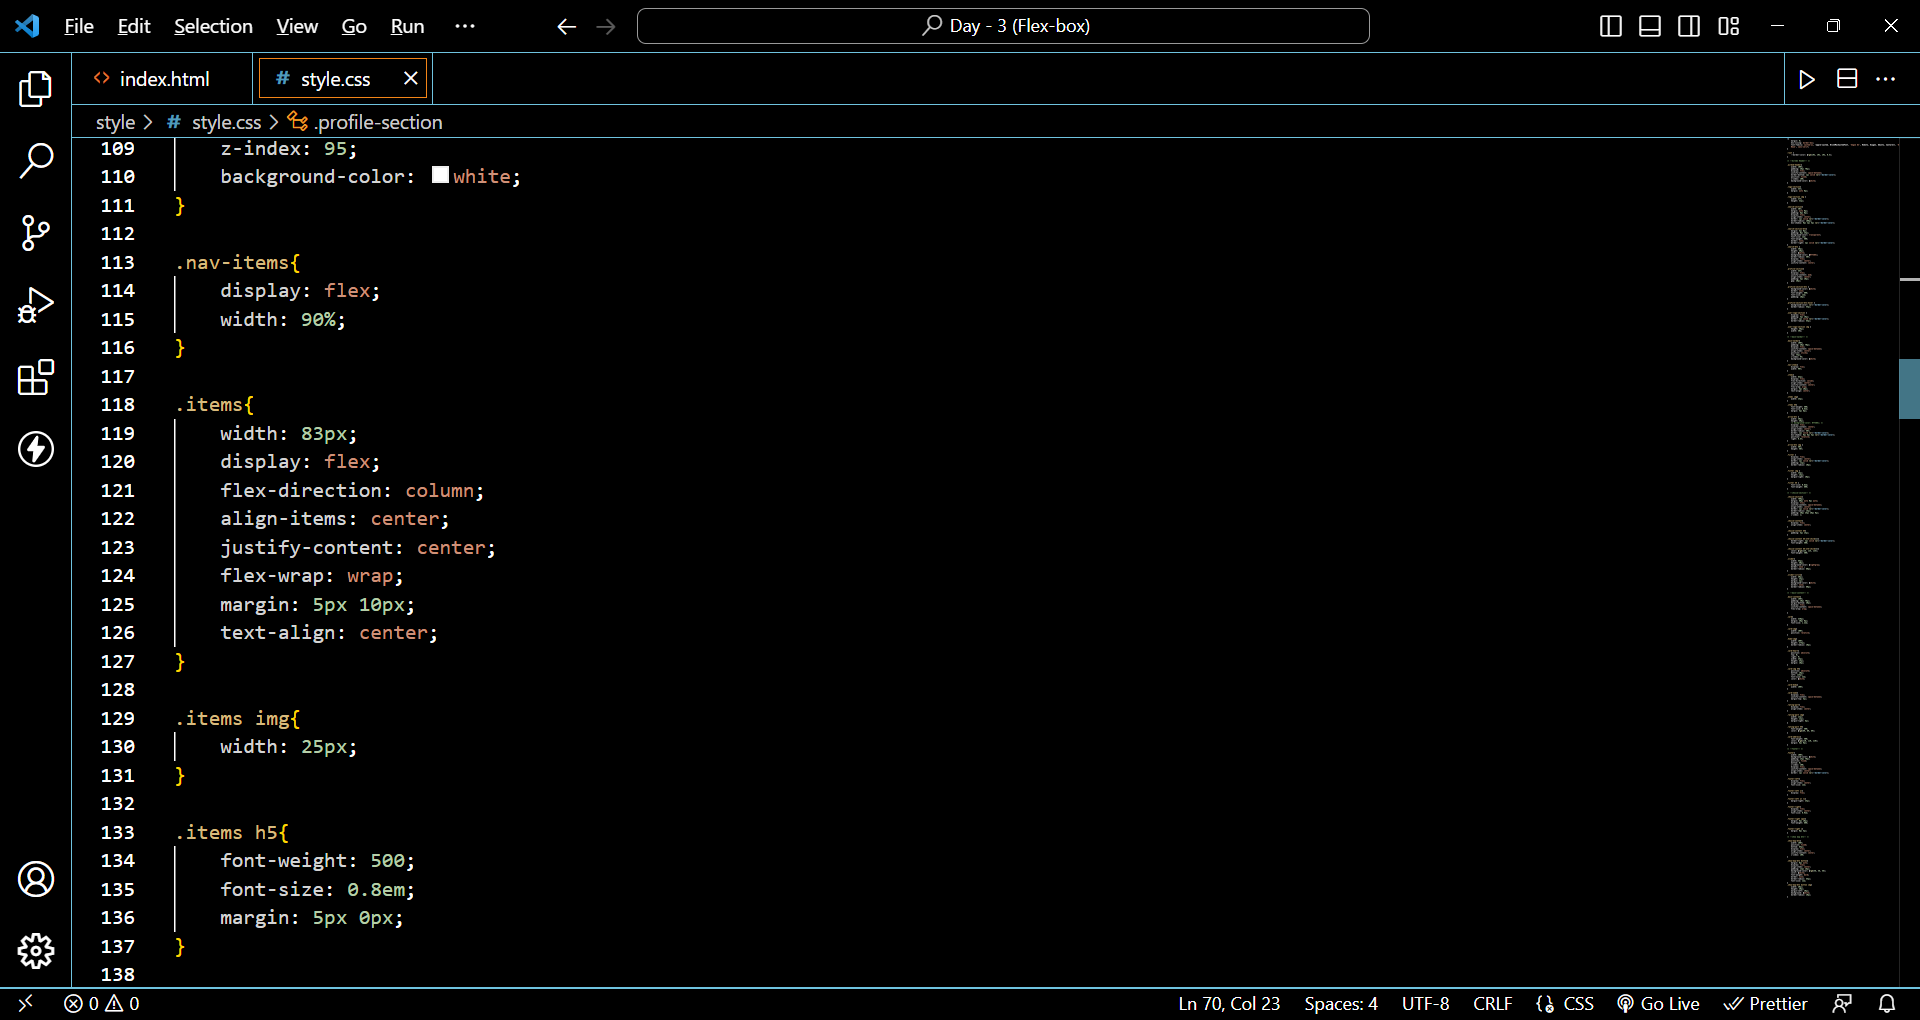 File Edit Selection View Go Run ··· Day - 3 (Flex-box)
index.html # style.css
style > # style.css > .profile-section
109 z-index: 95;
110 background-color: white;
111 }
112
113 .nav-items{
114 display: flex;
115 width: 90%;
116 }
117
118 .items{
119 width: 83px;
120 display: flex;
121 flex-direction: column;
122 align-items: center;
123 justify-content: center;
124 flex-wrap: wrap;
125 margin: 5px 10px;
126 text-align: center;
127 }
128
129 .items img{
130 width: 25px;
131 }
132
133 .items h5{
134 font-weight: 500;
135 font-size: 0.8em;
136 margin: 5px 0px;
137 }
138
0 0 Ln 70, Col 23 Spaces: 4 UTF-8 CRLF CSS Go Live Prettier